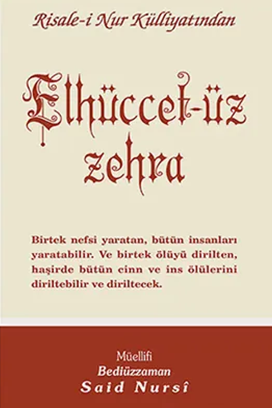 Risale-i Nur Külliyatından
Elhüccet-üz
zehra
Birtek nefsi yaratan, bütün insanları
yaratabilir. Ve birtek ölüyü dirilten,
haşirde bütün cinn ve ins ölülerini
diriltebilir ve diriltecek.
Müellifi
Bediüzzaman
Said Nursî